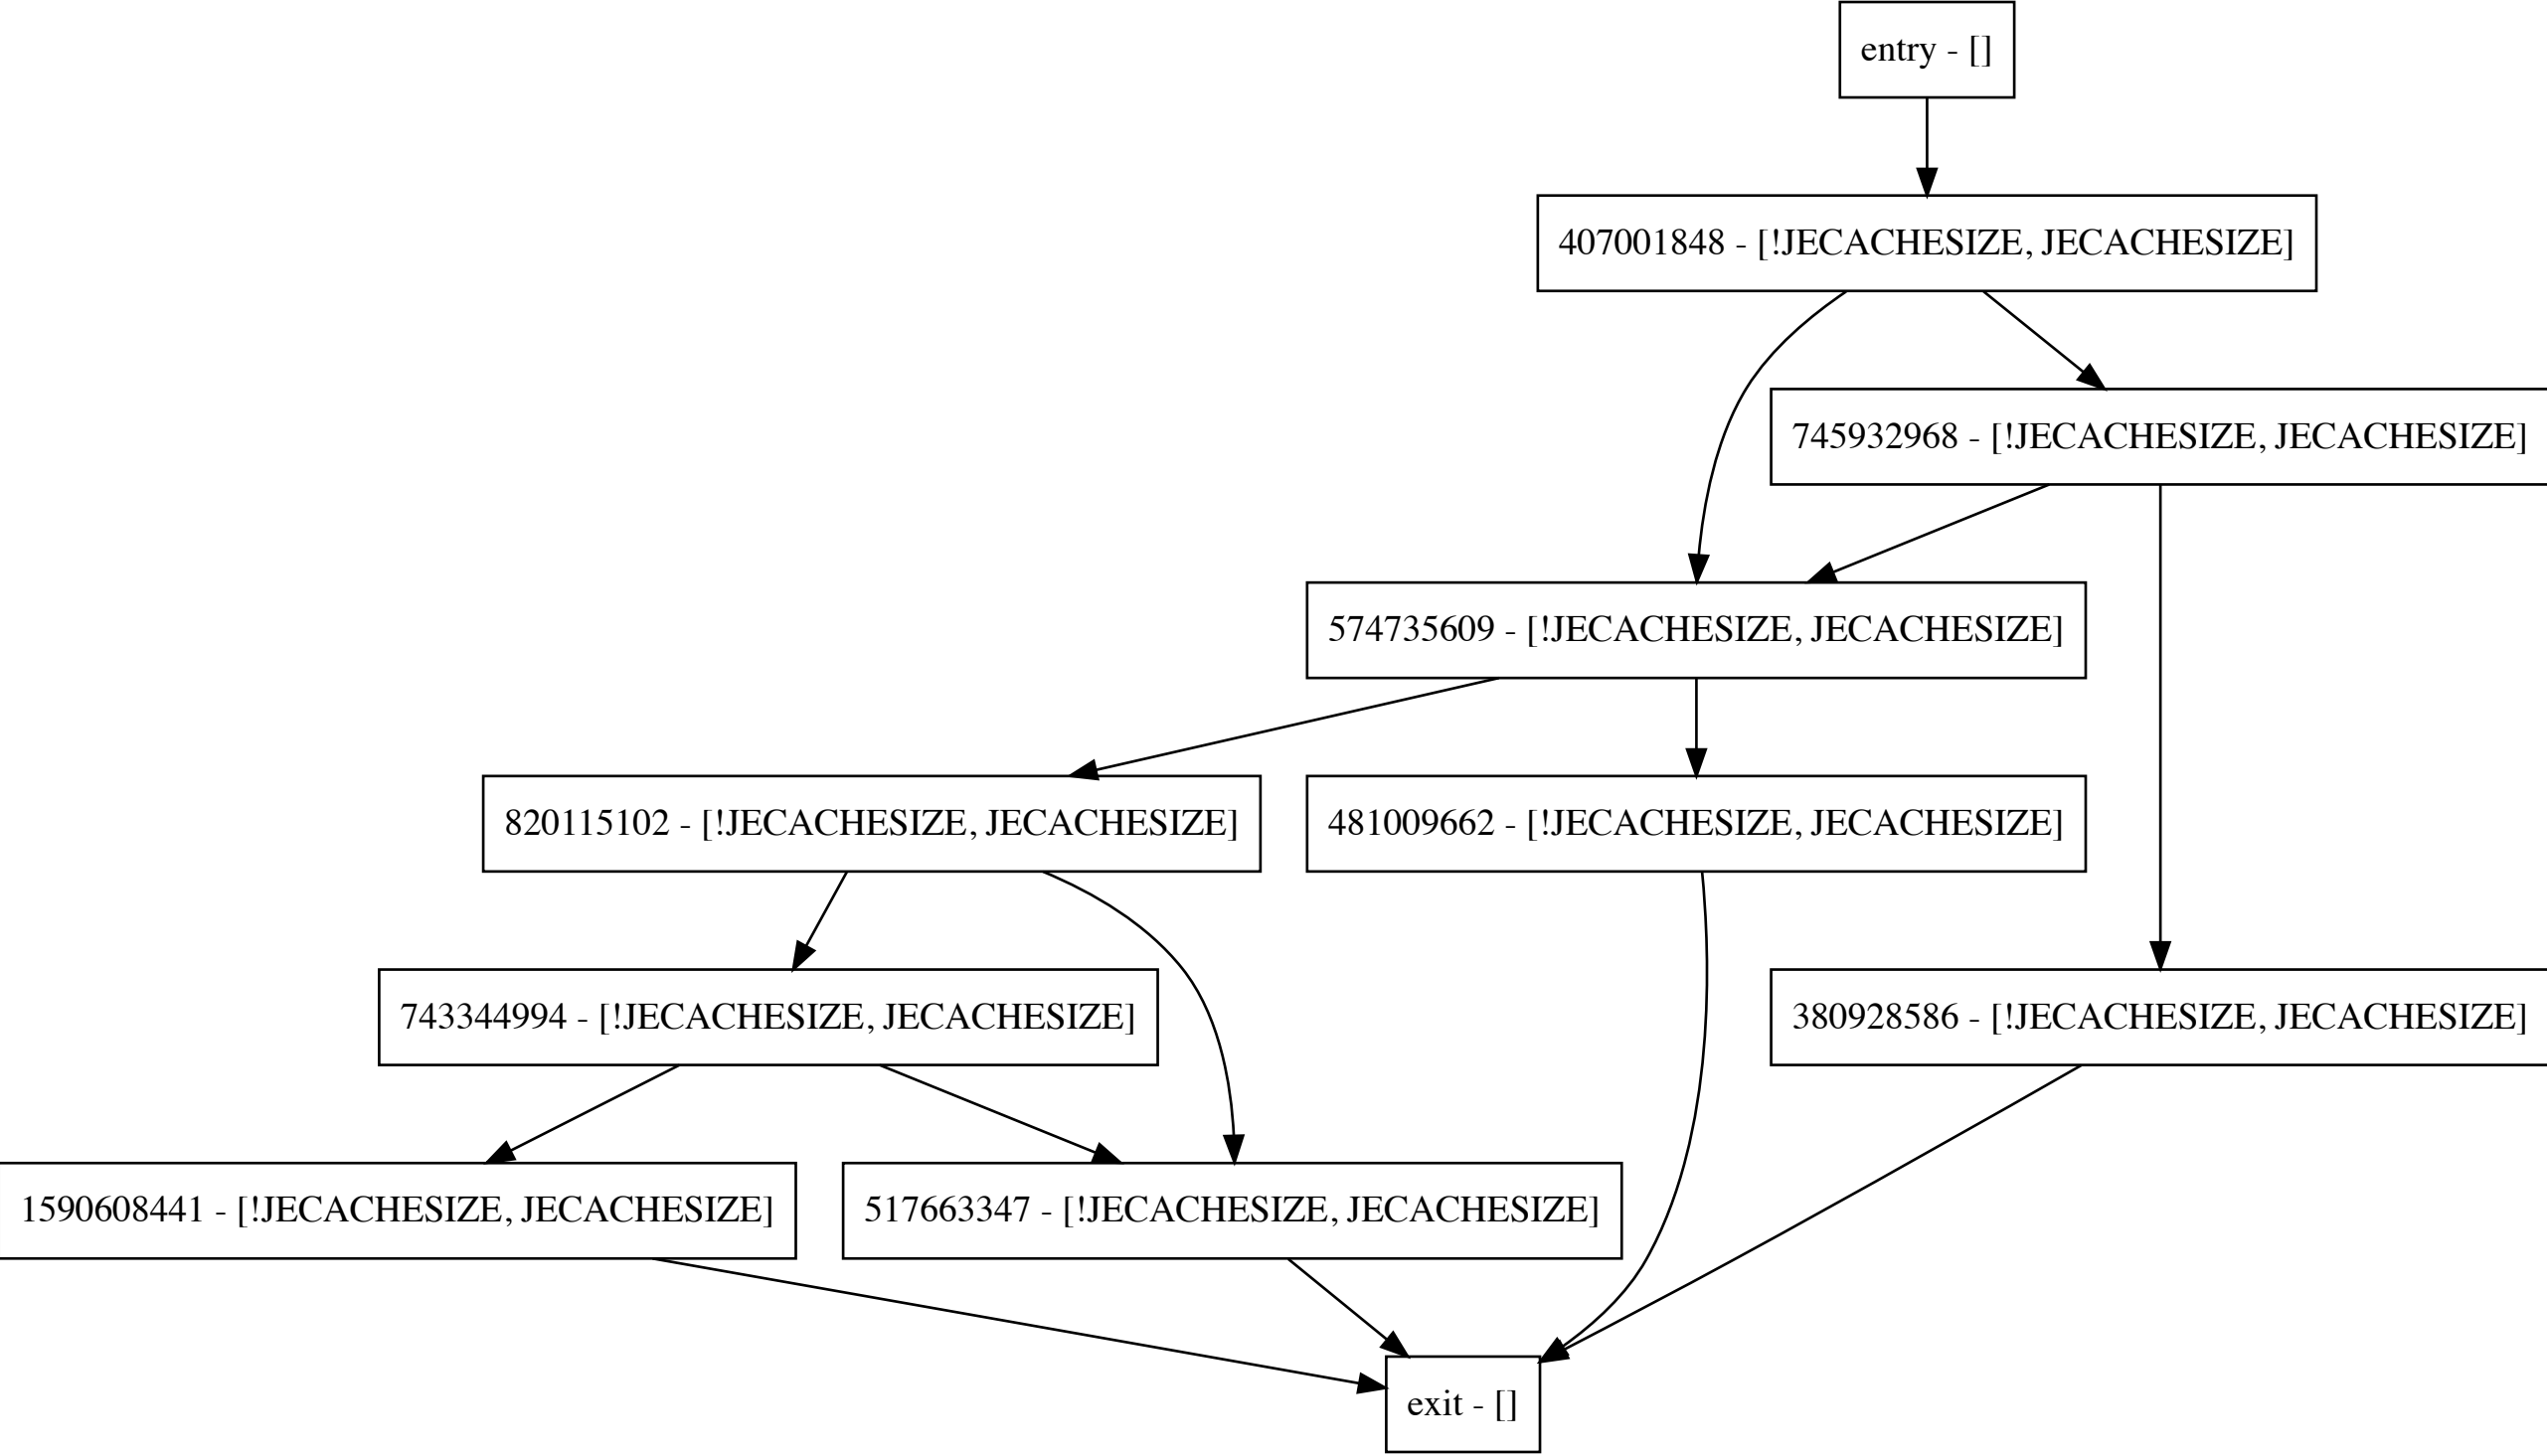 entry - []
407001848 - [!JECACHESIZE, JECACHESIZE]
745932968 - [!JECACHESIZE, JECACHESIZE]
574735609 - [!JECACHESIZE, JECACHESIZE]
820115102 - [!JECACHESIZE, JECACHESIZE]
481009662 - [!JECACHESIZE, JECACHESIZE]
743344994 - [!JECACHESIZE, JECACHESIZE]
380928586 - [!JECACHESIZE, JECACHESIZE]
1590608441 - [!JECACHESIZE, JECACHESIZE]
517663347 - [!JECACHESIZE, JECACHESIZE]
exit - []